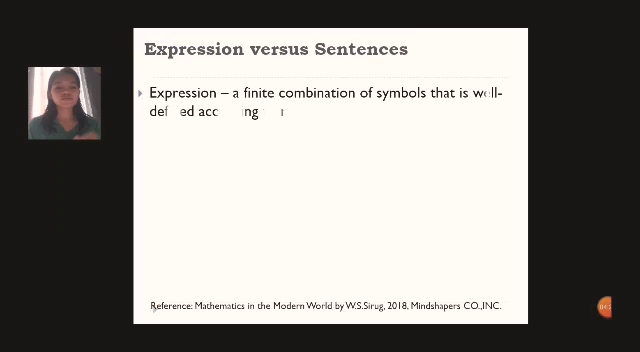 Expression versus Sentences
Expression – a finite combination of symbols that is well-
Reference: Mathematics in the Modern World by W.S.Sirug, 2018, Mindshapers CO.,INC.